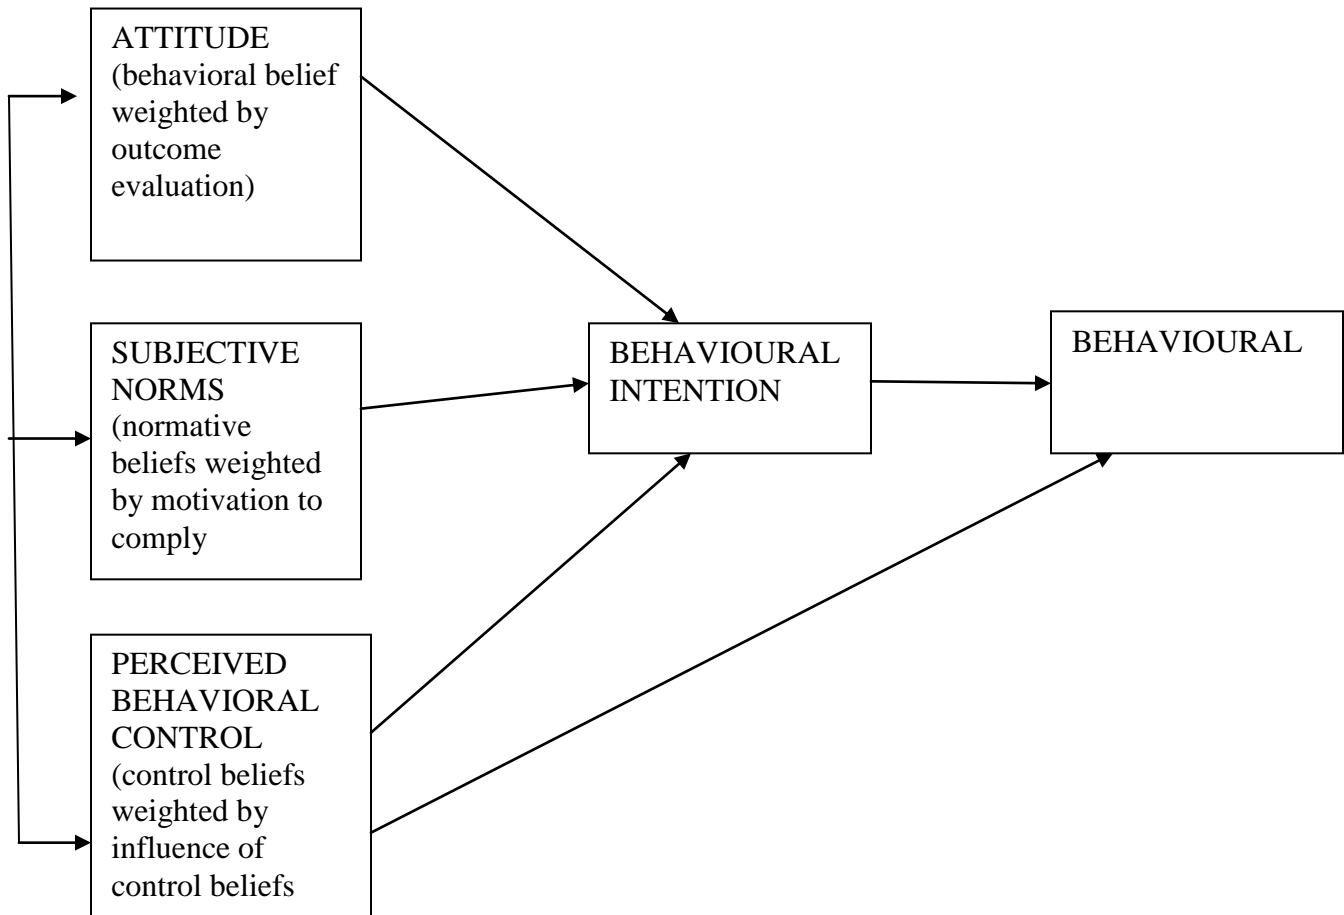 ATTITUDE
(behavioral belief
weighted by
outcome
evaluation)
SUBJECTIVE
NORMS
(normative
beliefs weighted
by motivation to
comply
PERCEIVED
BEHAVIORAL
CONTROL
(control beliefs
weighted by
influence of
control beliefs
BEHAVIOURAL
INTENTION
BEHAVIOURAL